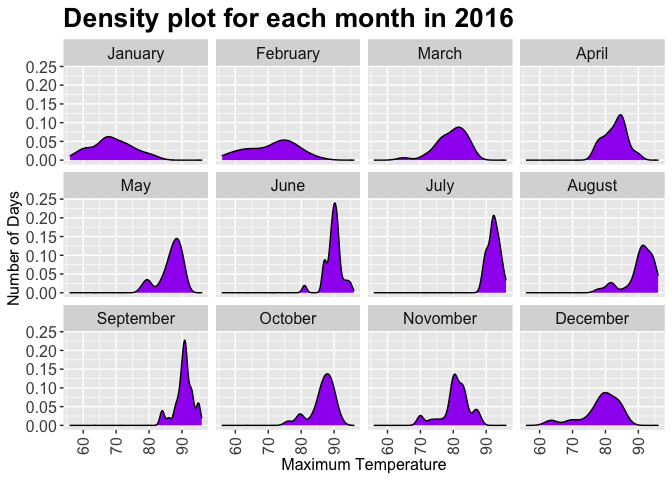 Density plot for each month in 2016
January February March April
0.25
0.20
0.15
0.10
0.05
0.00
May June July August
0.25
0.20
0.15
0.10
0.05
0.00
Number of Days
September October Novomber December
0.25
0.20
0.15
0.10
0.05
0.00
60 70 80 90 60 70 80 90 60 70 80 90 60 70 80 90
Maximum Temperature